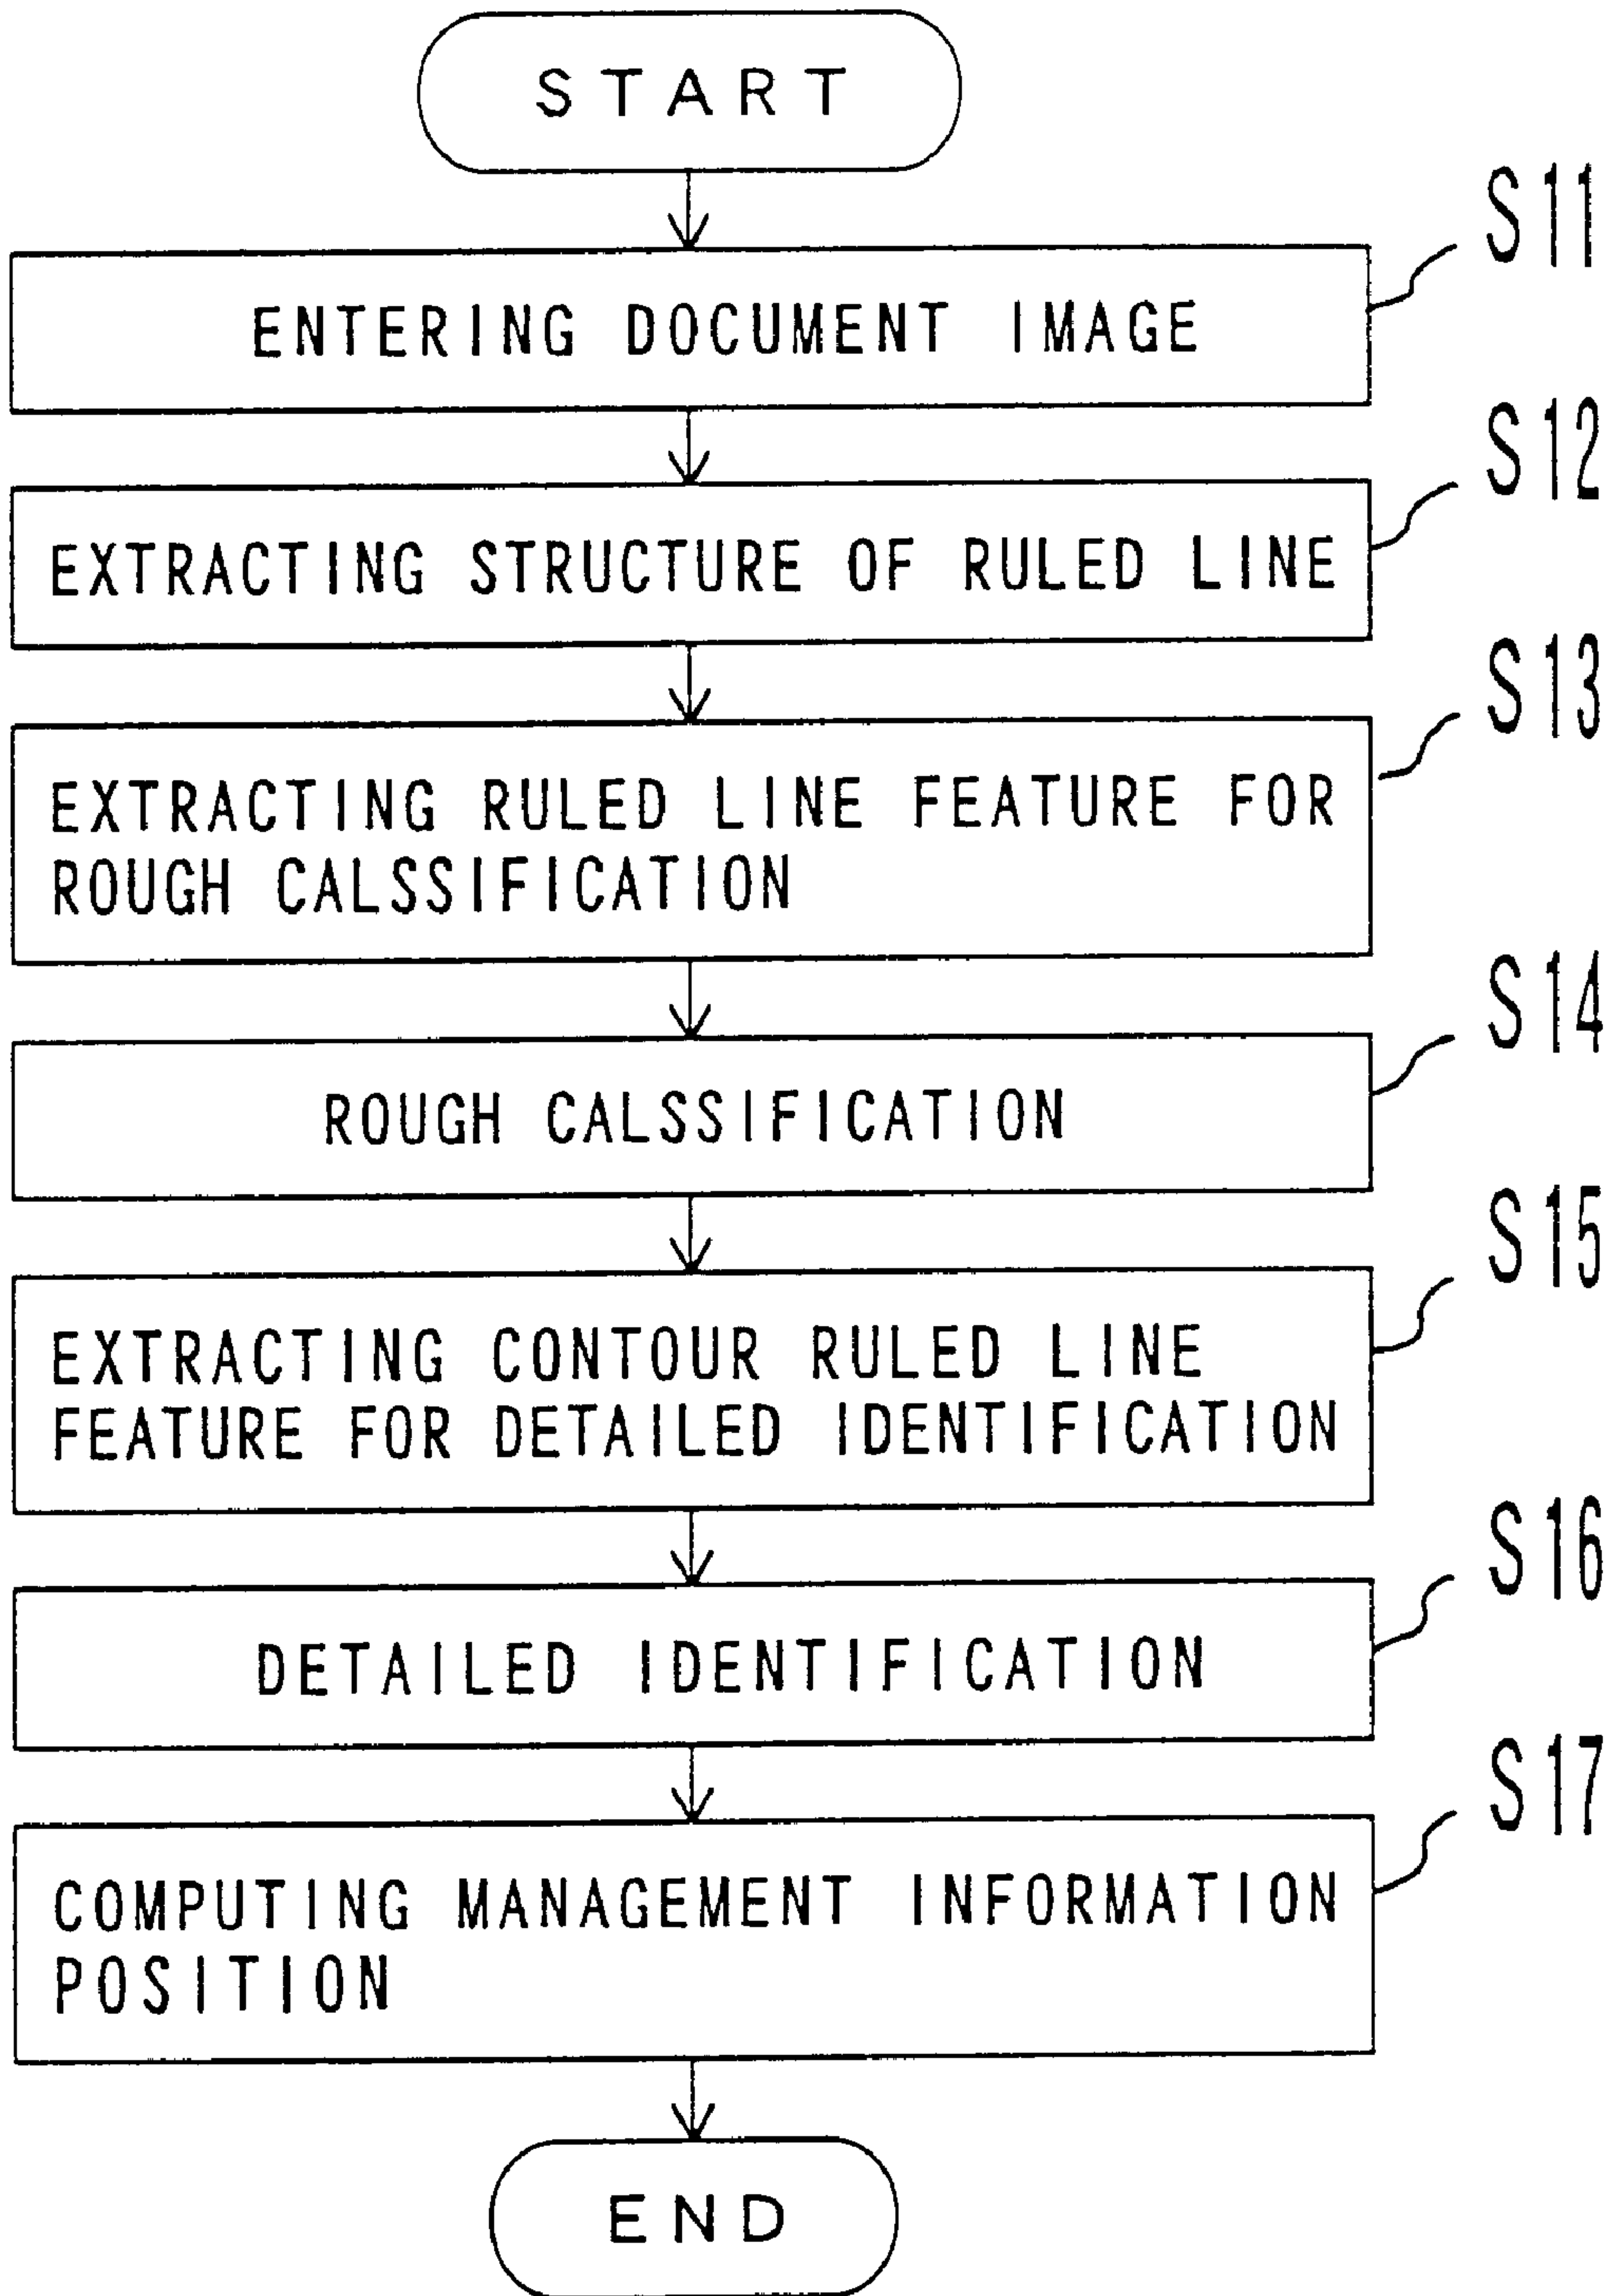 START
S11
ENTERING DOCUMENT IMAGE
S12
EXTRACTING STRUCTURE OF RULED LINE
S13
EXTRACTING RULED LINE FEATURE FOR
ROUGH CALSSIFICATION
S14
ROUGH CALSSIFICATION
S15
EXTRACTING CONTOUR RULED LINE
FEATURE FOR DETAILED IDENTIFICATION
S16
DETAILED IDENTIFICATION
S17
COMPUTING MANAGEMENT INFORMATION
POSITION
END